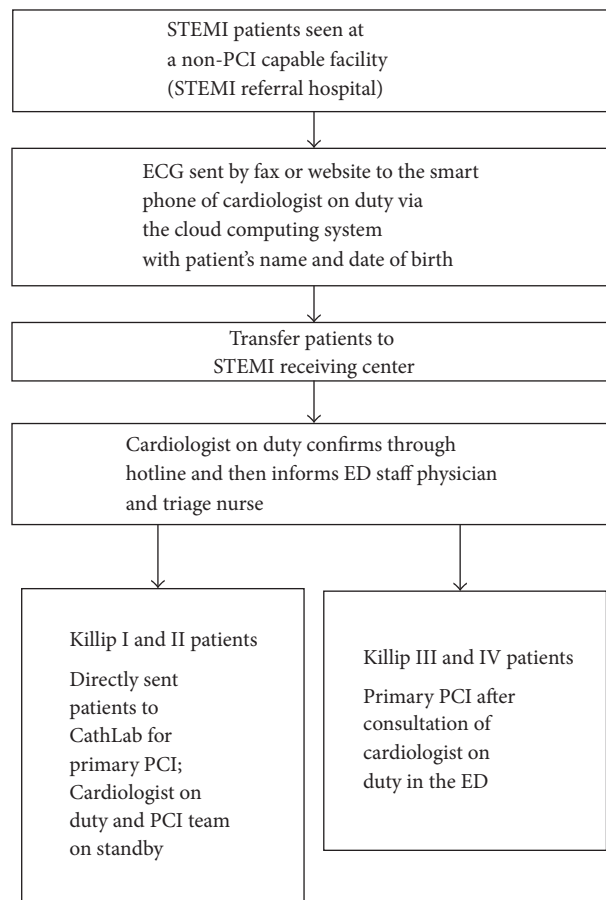 STEMI patients seen at
a non-PCI capable facility
(STEMI referral hospital)
ECG sent by fax or website to the smart
phone of cardiologist on duty via
the cloud computing system
with patient's name and date of birth
Transfer patients to
STEMI receiving center
Cardiologist on duty confirms through
hotline and then informs ED staff physician
and triage nurse
Killip I and II patients
Directly sent
patients to
CathLab for
primary PCI;
Cardiologist on
duty and PCI team
on standby
Killip III and IV patients
Primary PCI after
consultation of
cardiologist on
duty in the ED